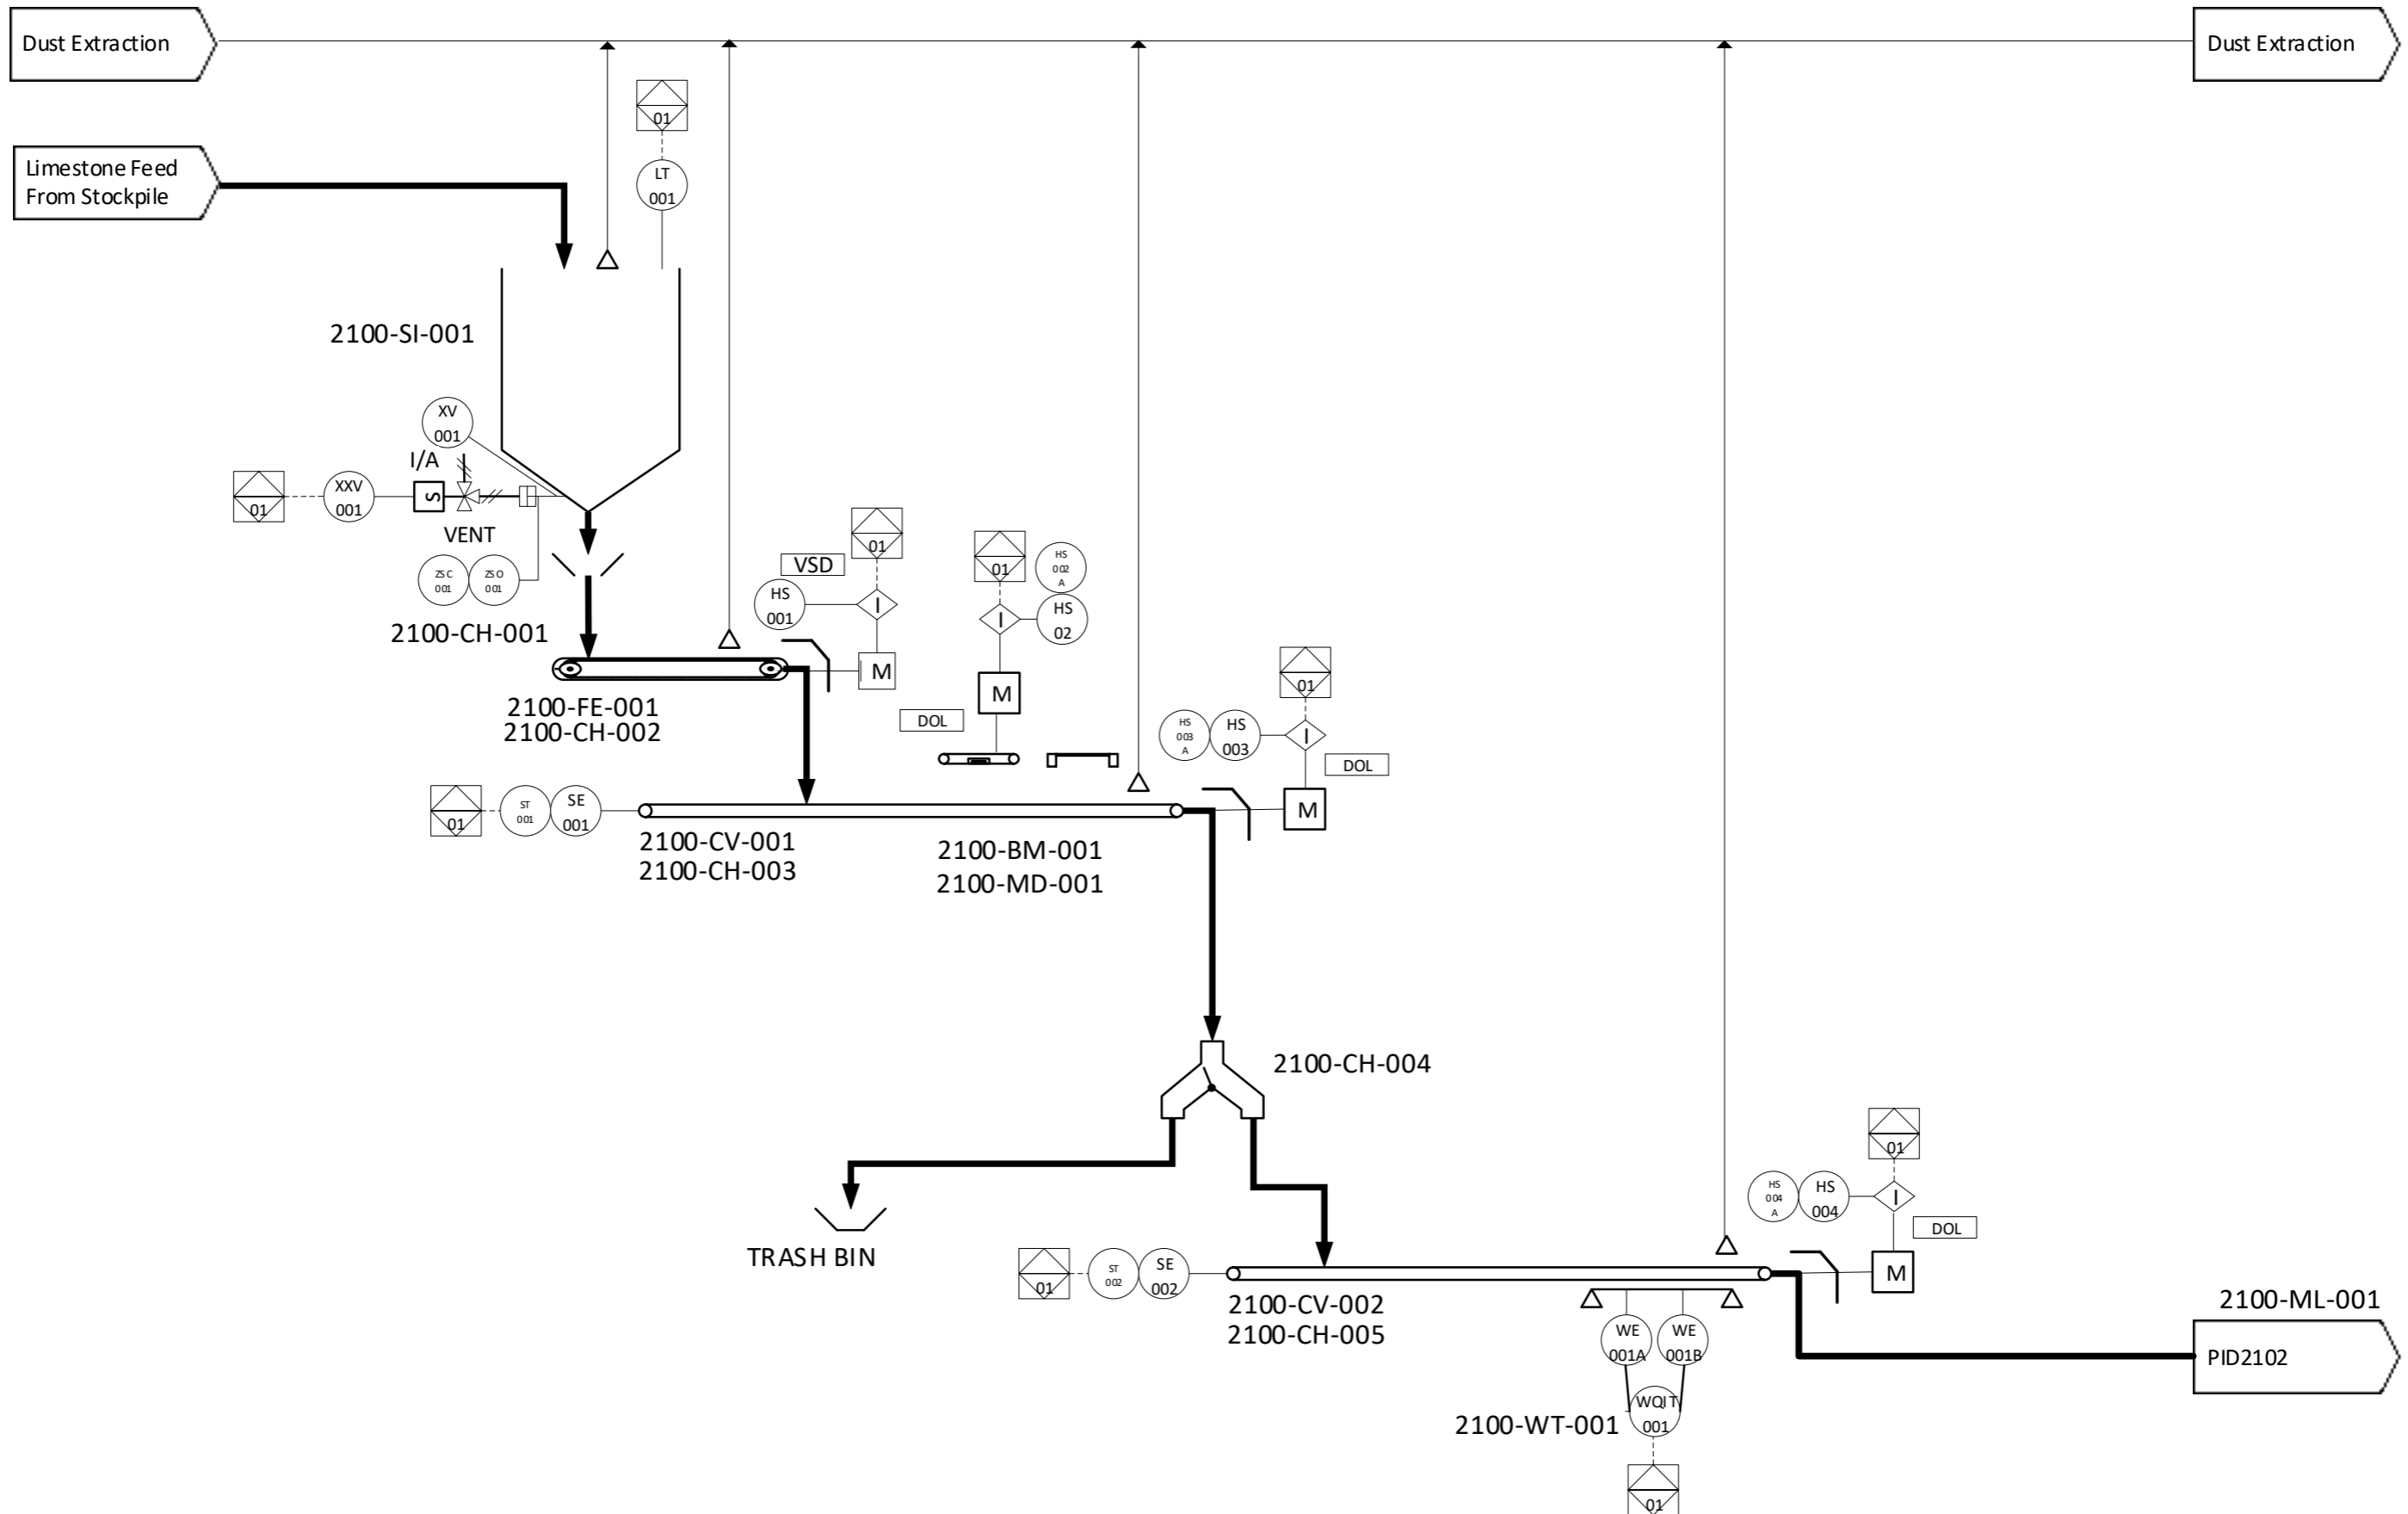 Dust Extraction
Dust Extraction
01
Limestone Feed
From Stockpile
LT
001
2100-SI-001
XV
001
I/A
01
XXV
001
S
VENT
ZSC
001
ZSO
001
2100-CH-001
VSD
01
HS
001
I
M
01
HS
002
A
I
HS
02
M
DOL
2100-FE-001
2100-CH-002
01
HS
003
A
HS
003
I
DOL
M
01
ST
001
SE
001
2100-CV-001
2100-CH-003
2100-BM-001
2100-MD-001
2100-CH-004
TRASH BIN
01
HS
004
A
HS
004
I
DOL
M
01
ST
002
SE
002
2100-CV-002
2100-CH-005
WE
001A
WE
001B
2100-ML-001
PID2102
2100-WT-001
WQIT
001
01